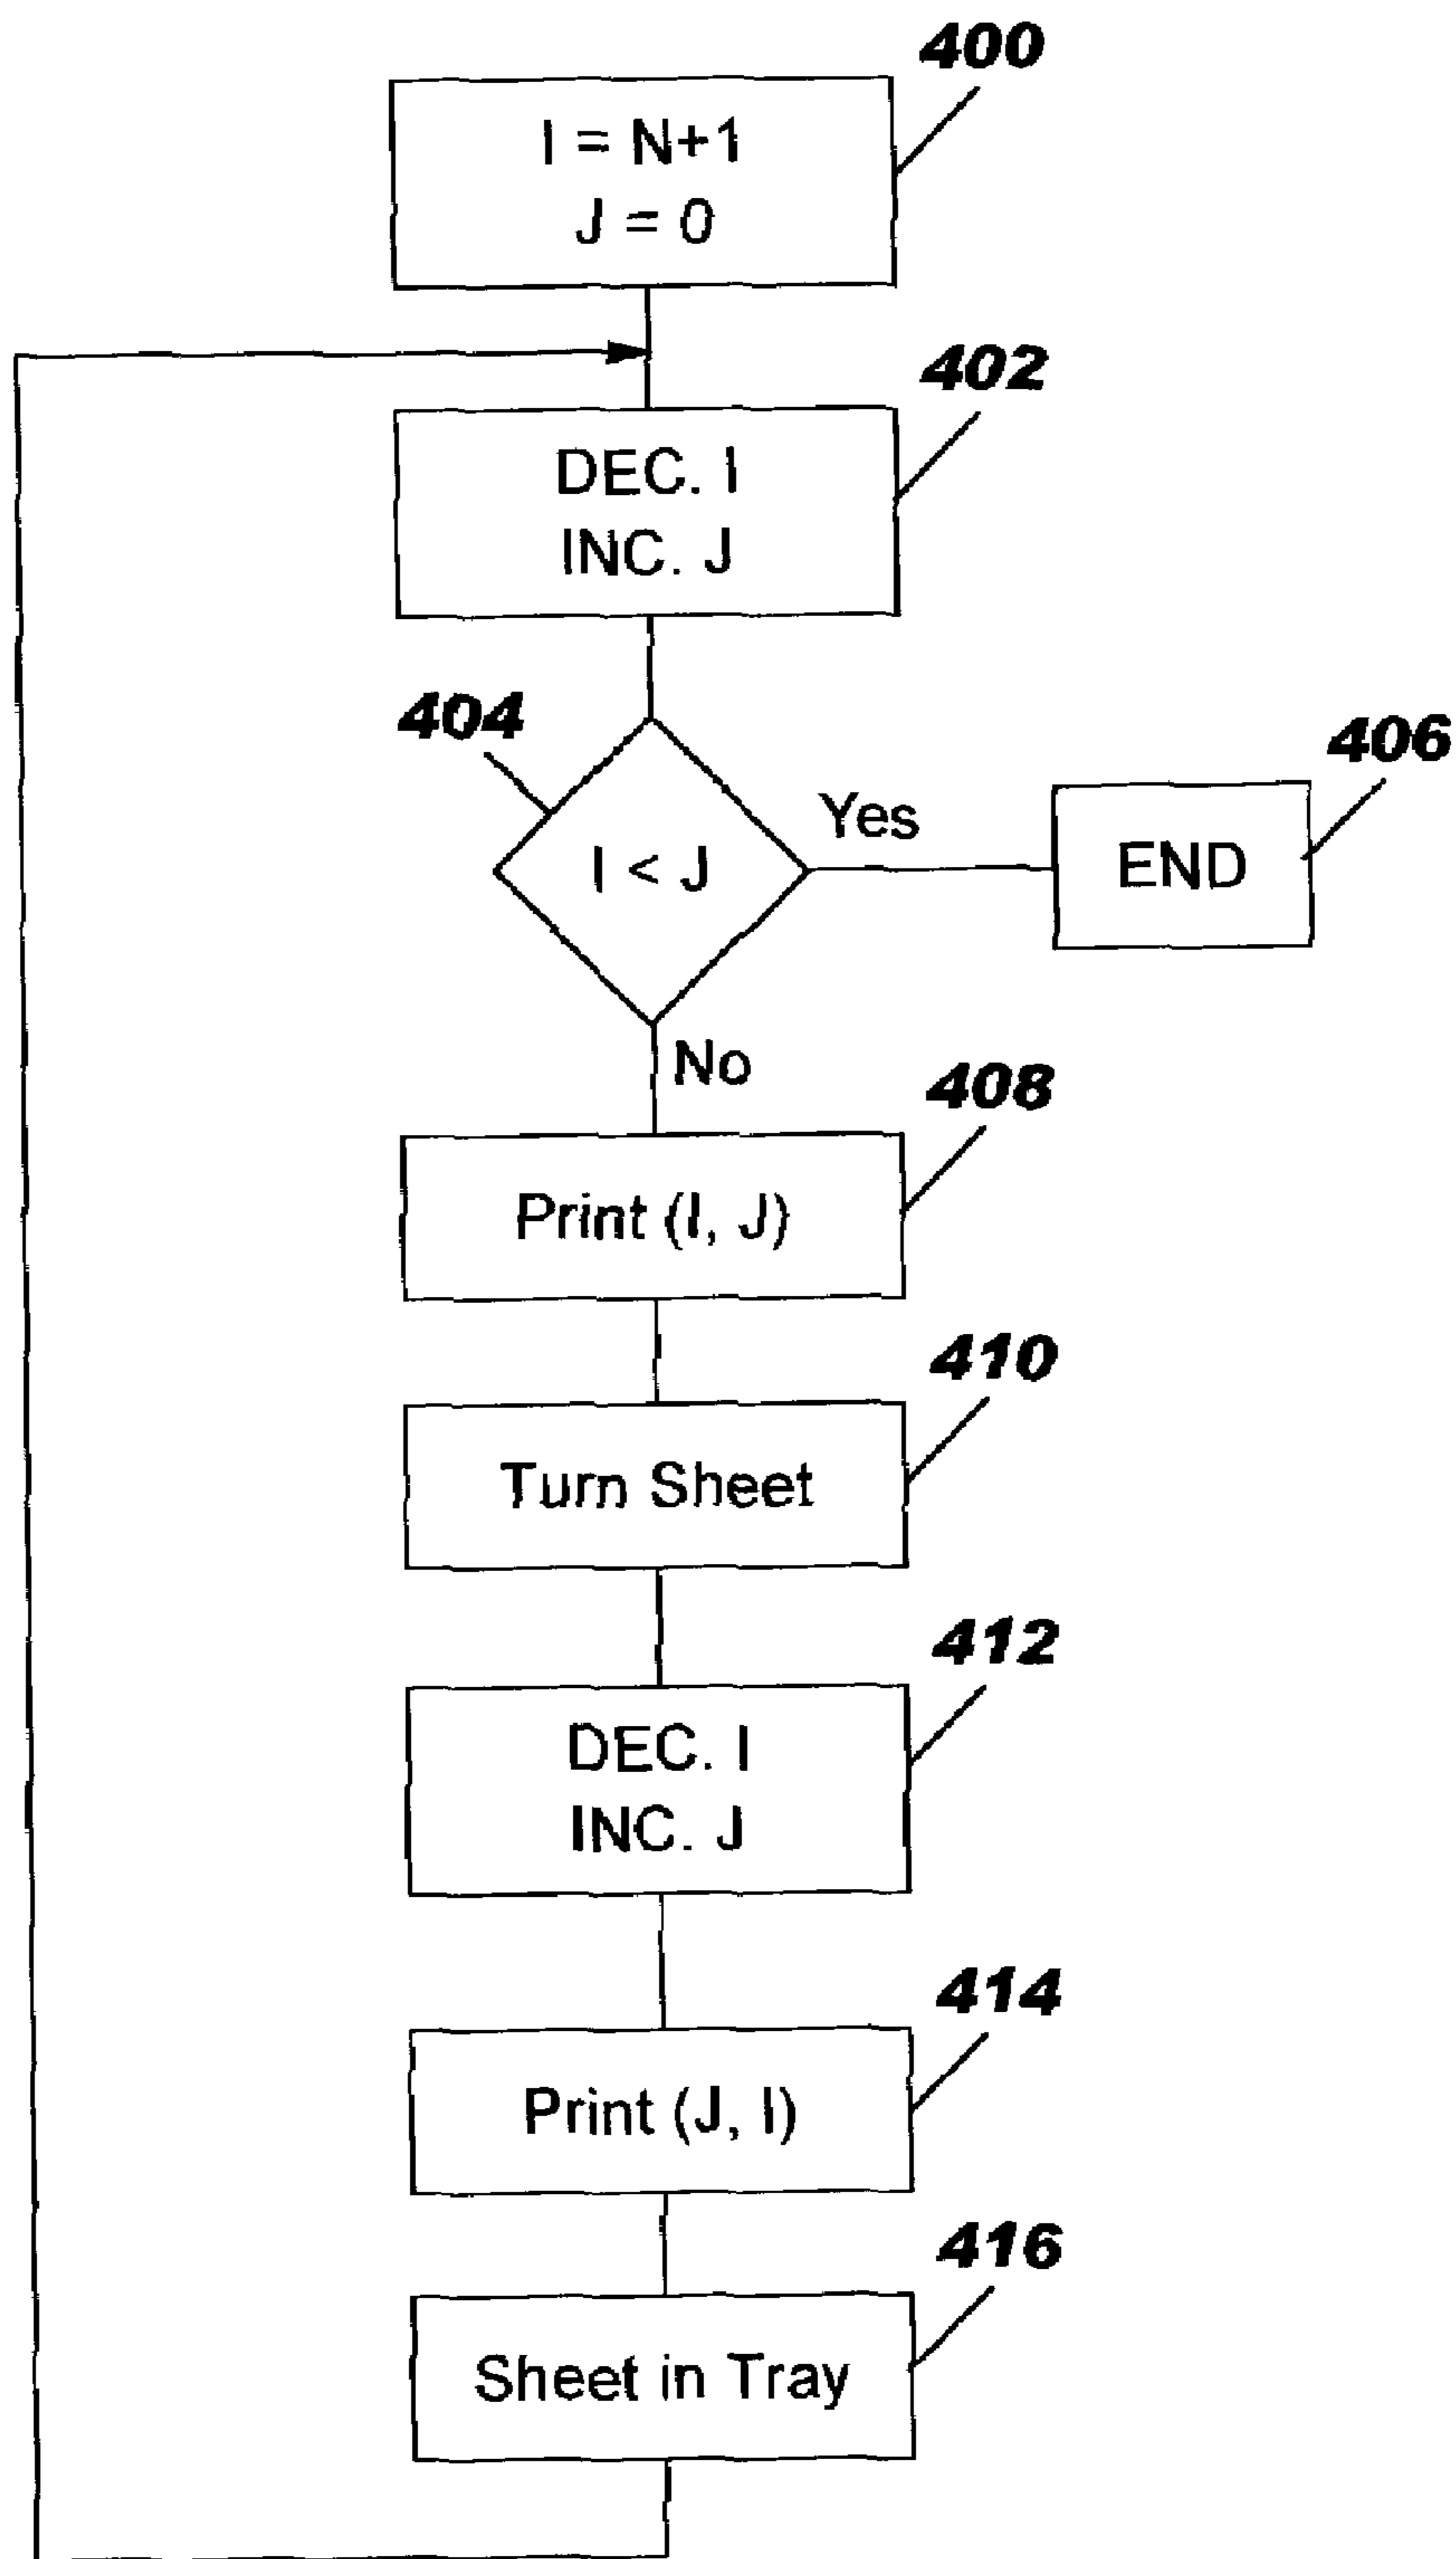 400
I = N+1
J = 0
402
DEC. I
INC. J
404
406
Yes
I < J
END
No
408
Print (I, J)
410
Turn Sheet
412
DEC. I
INC. J
414
Print (J, I)
416
Sheet in Tray